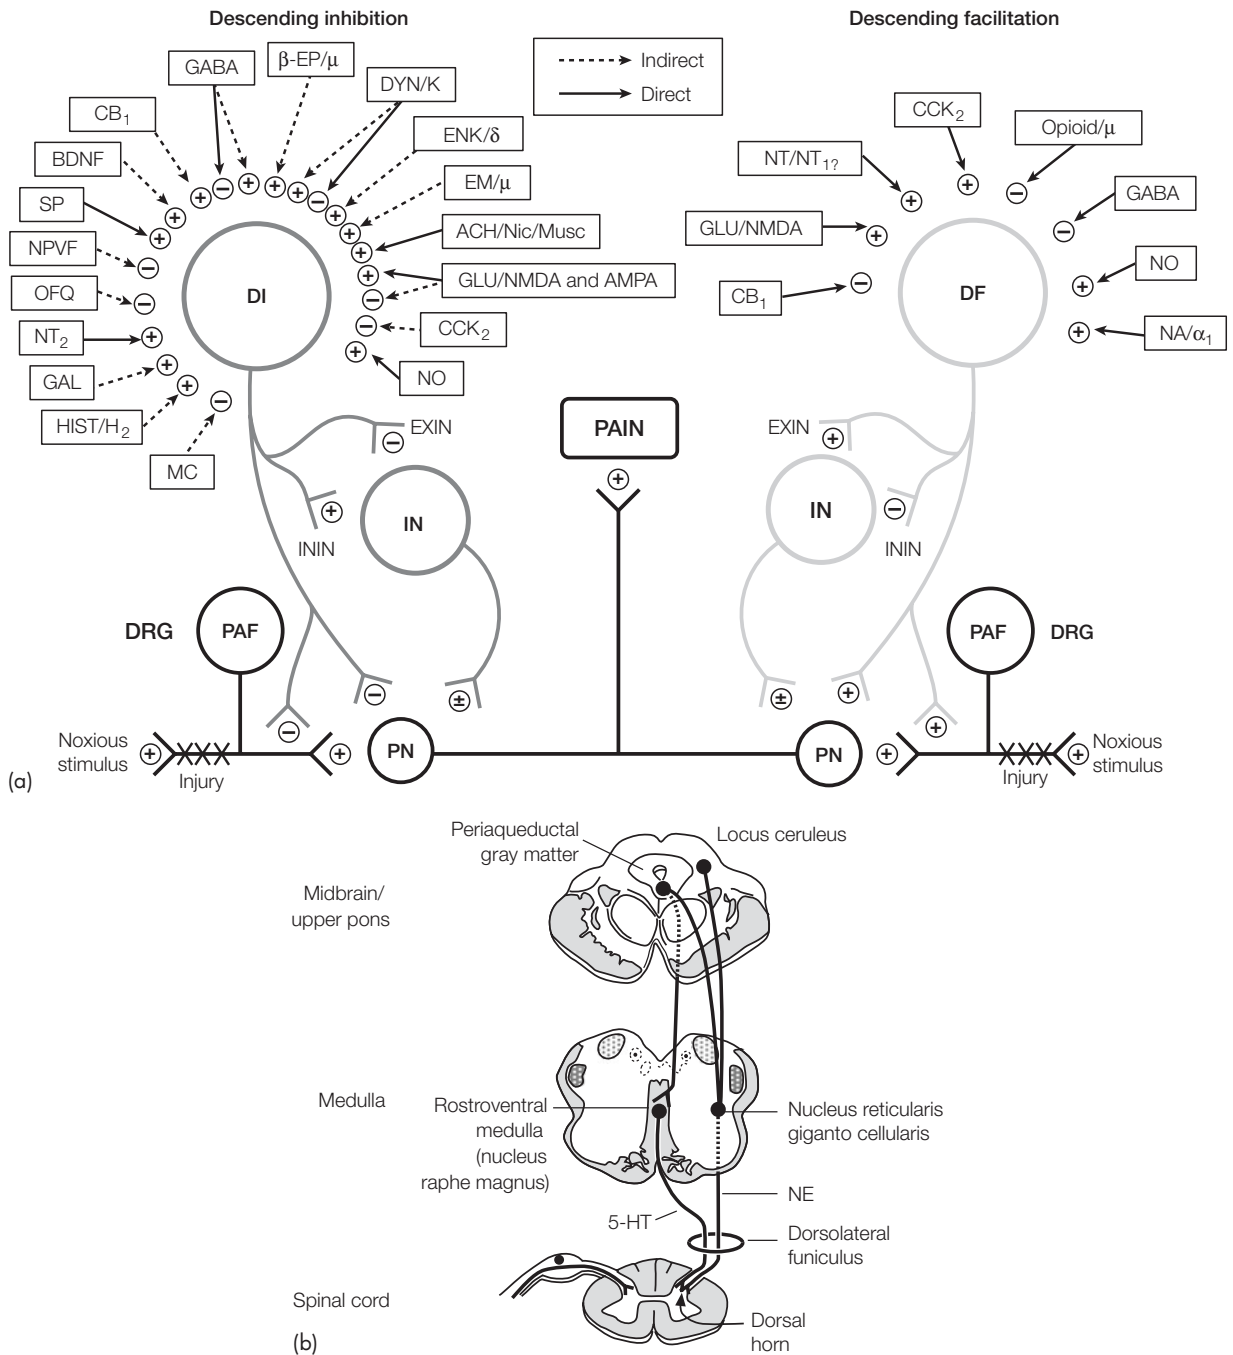 Descending inhibition
Descending facilitation
Indirect
Direct
GABA
β-EP/μ
DYN/K
CB1
ENK/δ
BDNF
EM/μ
SP
ACH/Nic/Musc
NPVF
GLU/NMDA and AMPA
OFQ
CCK2
NT2
NO
GAL
HIST/H2
MC
+
−
DI
CCK2
Opioid/μ
NT/NT1?
GABA
GLU/NMDA
NO
CB1
NA/α1
DF
EXIN
−
+
IN
ININ
PAIN
+
EXIN
+
IN
−
ININ
DRG
PAF
PAF
DRG
−
±
±
+
−
+
Noxious
stimulus
+
Injury
+
PN
PN
+
Injury
+
Noxious
stimulus
(a)
Periaqueductal
gray matter
Locus ceruleus
Midbrain/
upper pons
Medulla
Rostroventral
medulla
(nucleus
raphe magnus)
Nucleus reticularis
giganto cellularis
NE
5-HT
Dorsolateral
funiculus
Spinal cord
Dorsal
horn
(b)